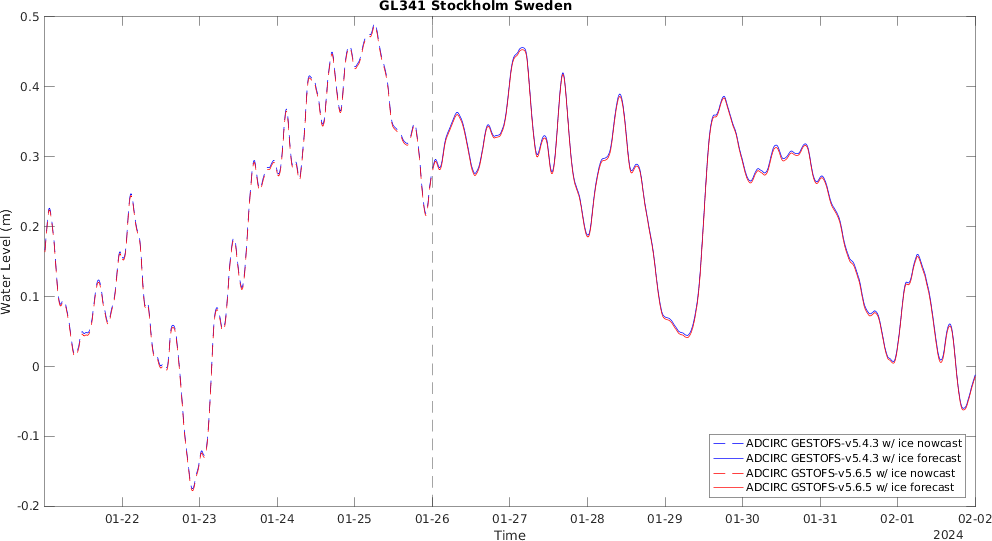 GL341 Stockholm Sweden
Water Level (m)
0.5
0.4
0.3
0.2
0.1
0
-0.1
-0.2
ADCIRC GESTOFS-v5.4.3 w/ ice nowcast
ADCIRC GESTOFS-v5.4.3 w/ ice forecast
ADCIRC GSTOFS-v5.6.5 w/ ice nowcast
ADCIRC GSTOFS-v5.6.5 w/ ice forecast
01-22 01-23 01-24 01-25 01-26 01-27 01-28 01-29 01-30 01-31 02-01 02-02
Time
2024